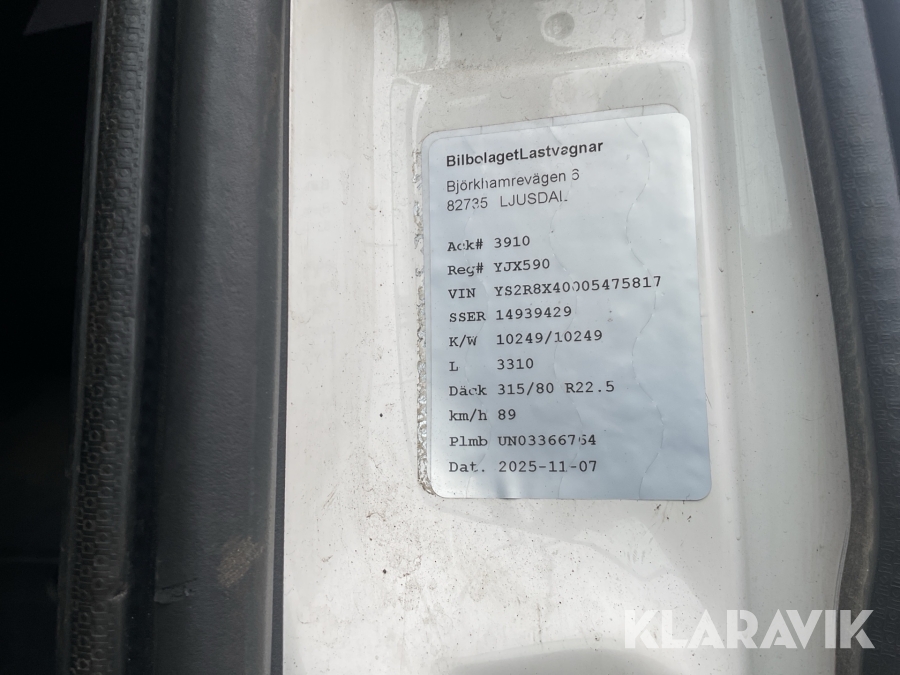 BilbolagetLastvagnar
Björkhamrevägen 6
82735 LJUSDAL
Ack# 3910
Reg# YJX590
VIN YS2R8X40005475817
SSER 14939429
K/W 10249/10249
L 3310
Däck 315/80 R22.5
km/h 89
Plmb UN03366764
Dat. 2025-11-07
KLARAVIK